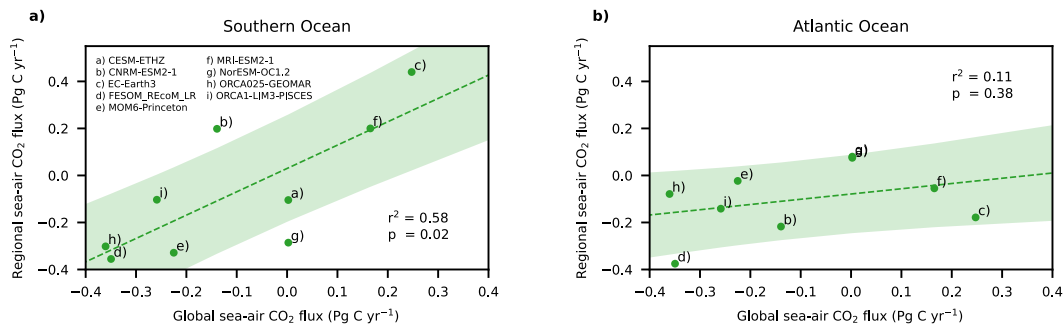 a)
Southern Ocean
Regional sea-air CO₂ flux (Pg C yr⁻¹)
0.4
0.2
0.0
−0.2
−0.4
a) CESM-ETHZ
b) CNRM-ESM2-1
c) EC-Earth3
d) FESOM_REcoM_LR
e) MOM6-Princeton
f) MRI-ESM2-1
g) NorESM-OC1.2
h) ORCA025-GEOMAR
i) ORCA1-LIM3-PISCES
c)
b)
f)
i)
a)
h)
d)
e)
g)
r² = 0.58
p = 0.02
−0.4 −0.3 −0.2 −0.1 0.0 0.1 0.2 0.3 0.4
Global sea-air CO₂ flux (Pg C yr⁻¹)
b)
Atlantic Ocean
Regional sea-air CO₂ flux (Pg C yr⁻¹)
0.4
0.2
0.0
−0.2
−0.4
r² = 0.11
p = 0.38
g)
e)
h)
f)
i)
b)
c)
d)
−0.4 −0.3 −0.2 −0.1 0.0 0.1 0.2 0.3 0.4
Global sea-air CO₂ flux (Pg C yr⁻¹)